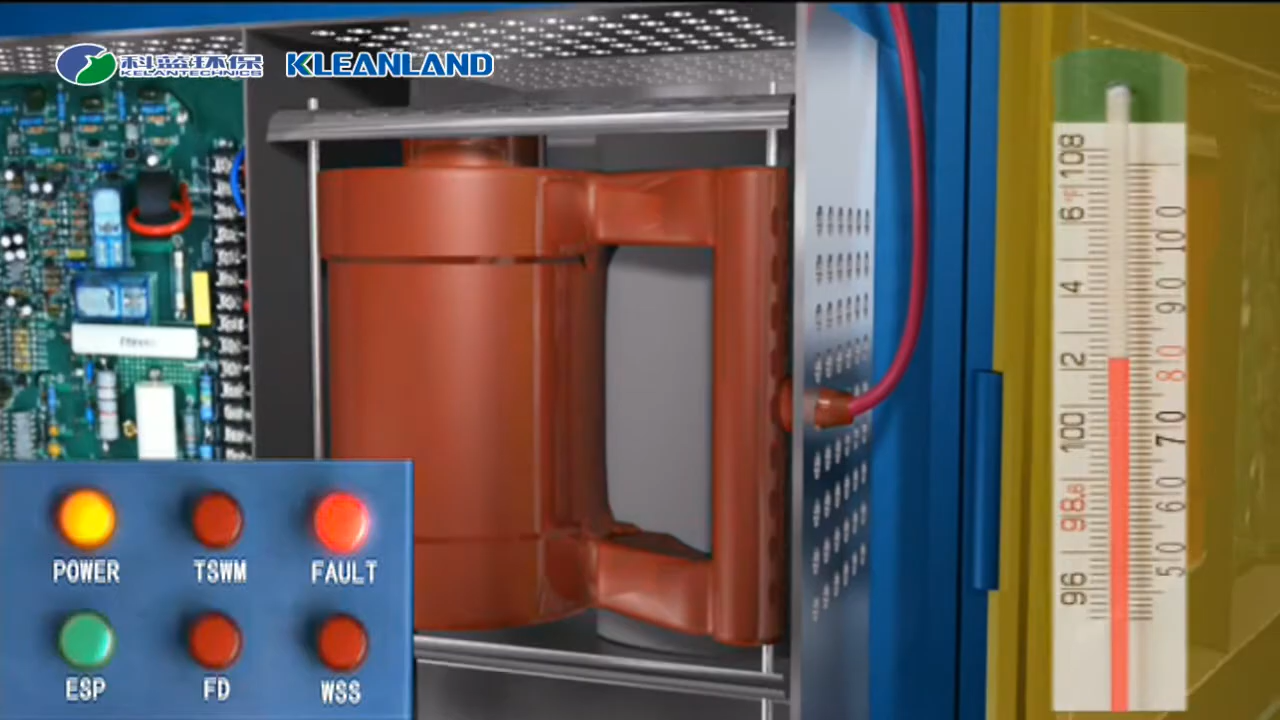 科蓝环保
KELANTECHNICS
KLEANLAND
POWER
TSWM
FAULT
ESP
FD
WSS
108
°F
6
4
2
100
98.6
96
110
100
90
80
70
60
50